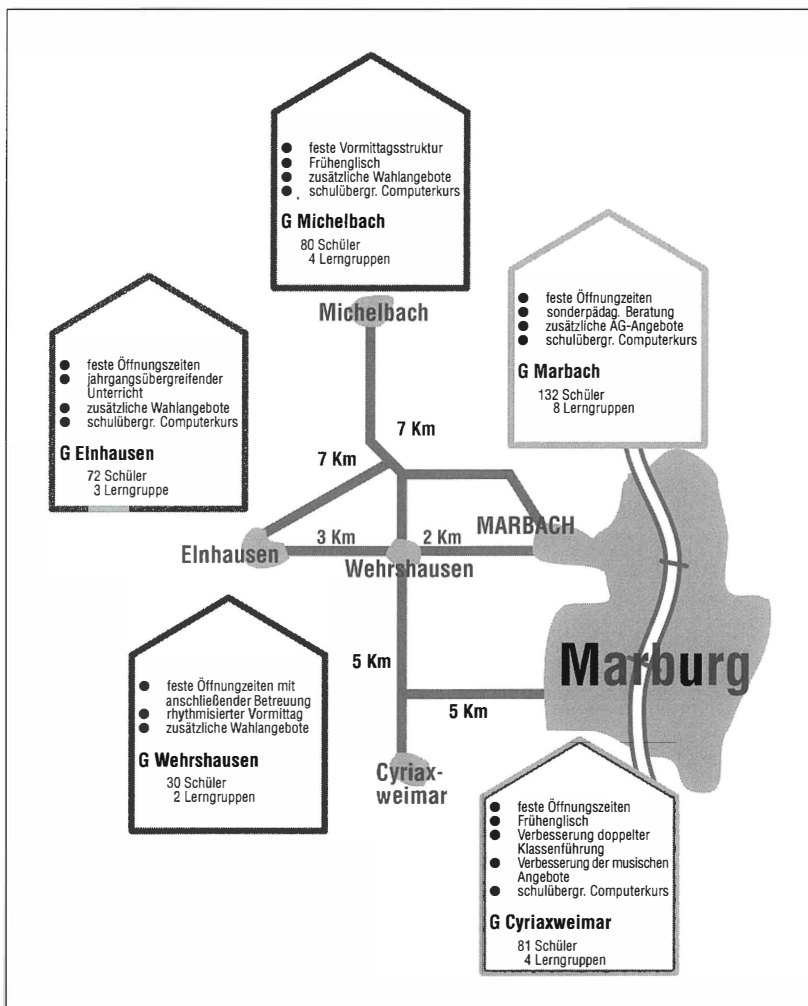 ● feste Vormittagsstruktur
● Frühenglisch
● zusätzliche Wahlangebote
● schulübergr. Computerkurs
G Michelbach
80 Schüler
4 Lerngruppen
Michelbach
● feste Öffnungzeiten
● sonderpädag. Beratung
● zusätzliche AG-Angebote
● schulübergr. Computerkurs
G Marbach
132 Schüler
8 Lerngruppen
● feste Öffnungszeiten
● jahrgangsübergreifender
Unterricht
● zusätzliche Wahlangebote
● schulübergr. Computerkurs
G Elnhausen
72 Schüler
3 Lerngruppe
7 Km
7 Km
MARBACH
3 Km
2 Km
Elnhausen
Wehrshausen
● feste Öffnungzeiten mit
anschließender Betreuung
● rhythmisierter Vormittag
● zusätzliche Wahlangebote
G Wehrshausen
30 Schüler
2 Lerngruppen
5 Km
Marburg
5 Km
Cyriax-
weimar
● feste Öffnungszeiten
● Frühenglisch
● Verbesserung doppelter
Klassenführung
● Verbesserung der musischen
Angebote
● schulübergr. Computerkurs
G Cyriaxweimar
81 Schüler
4 Lerngruppen